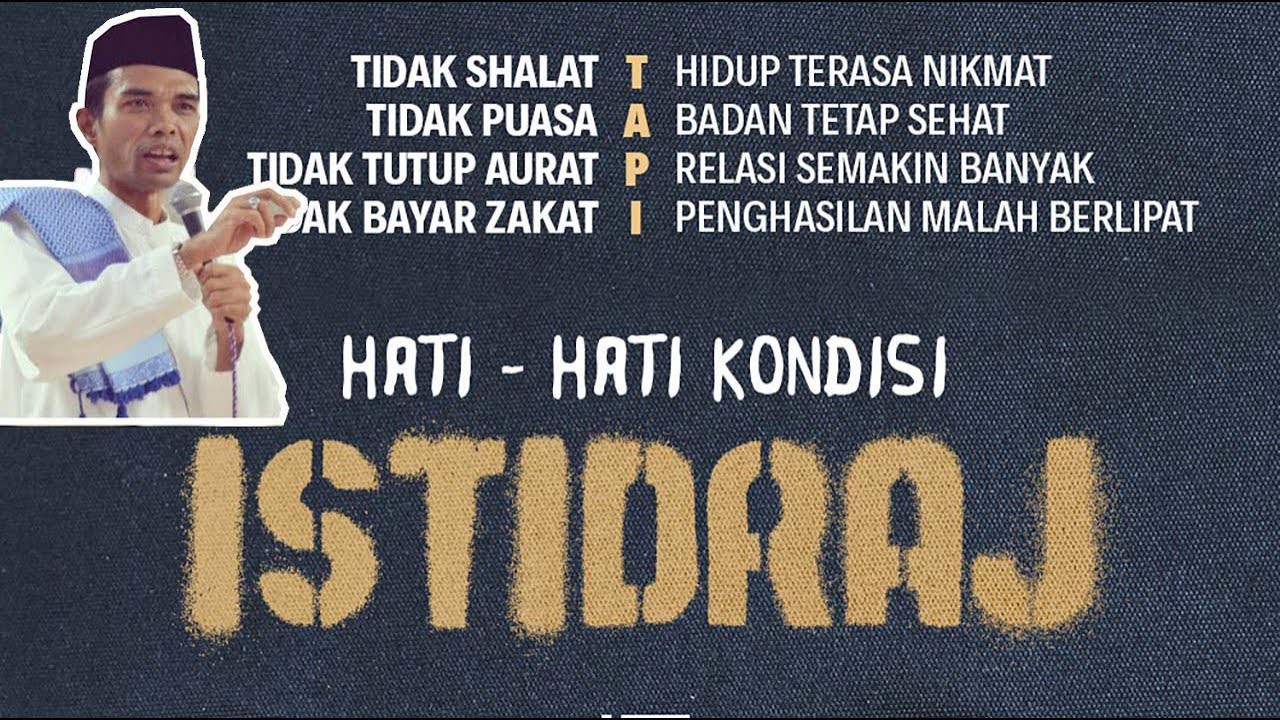 TIDAK SHALAT T HIDUP TERASA NIKMAT
TIDAK PUASA A BADAN TETAP SEHAT
TIDAK TUTUP AURAT P RELASI SEMAKIN BANYAK
TIDAK BAYAR ZAKAT I PENGHASILAN MALAH BERLIPAT
HATI - HATI KONDISI
ISTIDRAJ